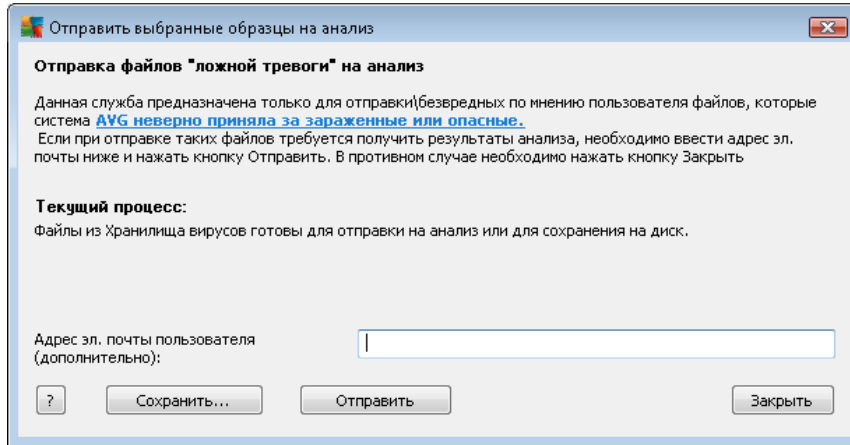 Отправить выбранные образцы на анализ
Отправка файлов "ложной тревоги" на анализ
Данная служба предназначена только для отправки\безвредных по мнению пользователя файлов, которые
система AVG неверно приняла за зараженные или опасные.
Если при отправке таких файлов требуется получить результаты анализа, необходимо ввести адрес эл.
почты ниже и нажать кнопку Отправить. В противном случае необходимо нажать кнопку Закрыть
Текущий процесс:
Файлы из Хранилища вирусов готовы для отправки на анализ или для сохранения на диск.
Адрес эл. почты пользователя
(дополнительно):
?
Сохранить...
Отправить
Закрыть